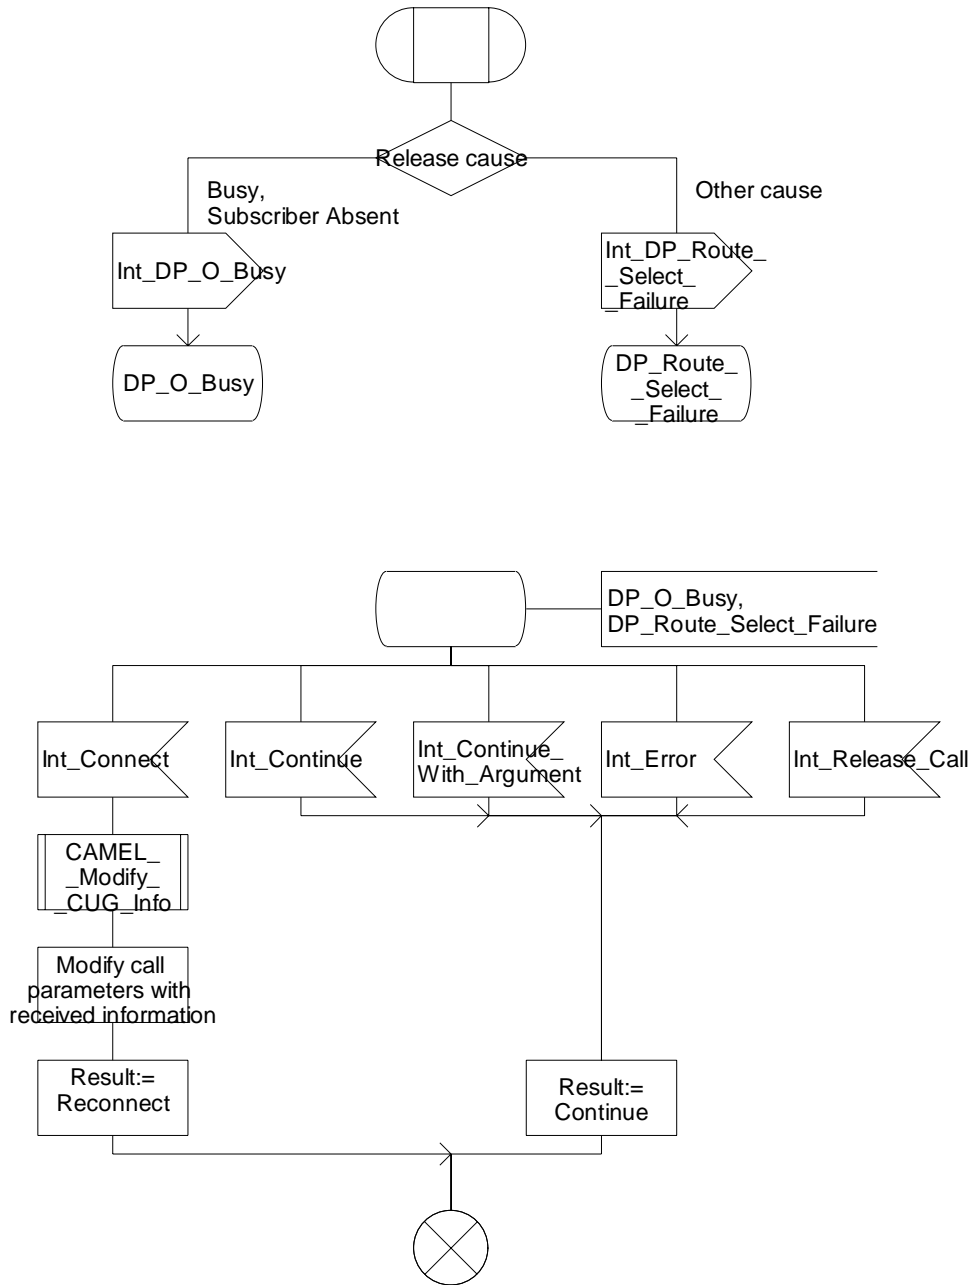 Release cause
Busy,
Subscriber Absent
Other cause
Int_DP_O_Busy
Int_DP_Route_
_Select_
_Failure
DP_O_Busy
DP_Route_
_Select_
_Failure
DP_O_Busy,
DP_Route_Select_Failure
Int_Connect
Int_Continue
Int_Continue_
With_Argument
Int_Error
Int_Release_Call
CAMEL_
_Modify_
_CUG_Info
Modify call
parameters with
received information
Result:=
Reconnect
Result:=
Continue